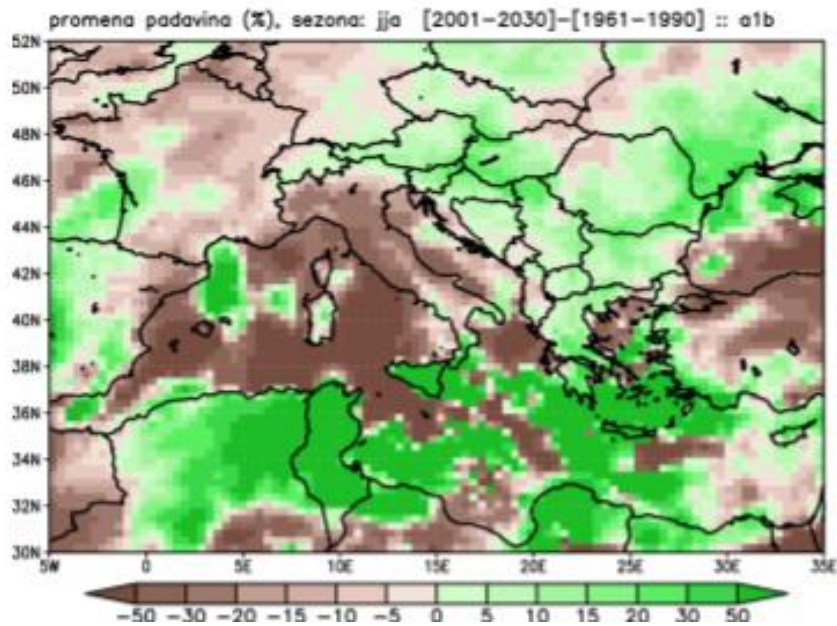 promena padavina (%), sezona: jja [2001−2030]−[1961−1990] :: a1b
52N
50N
48N
46N
44N
42N
40N
38N
36N
34N
32N
30N
5W 0 5E 10E 15E 20E 25E 30E 35E
−50 −30 −20 −15 −10 −5 0 5 10 15 20 30 50